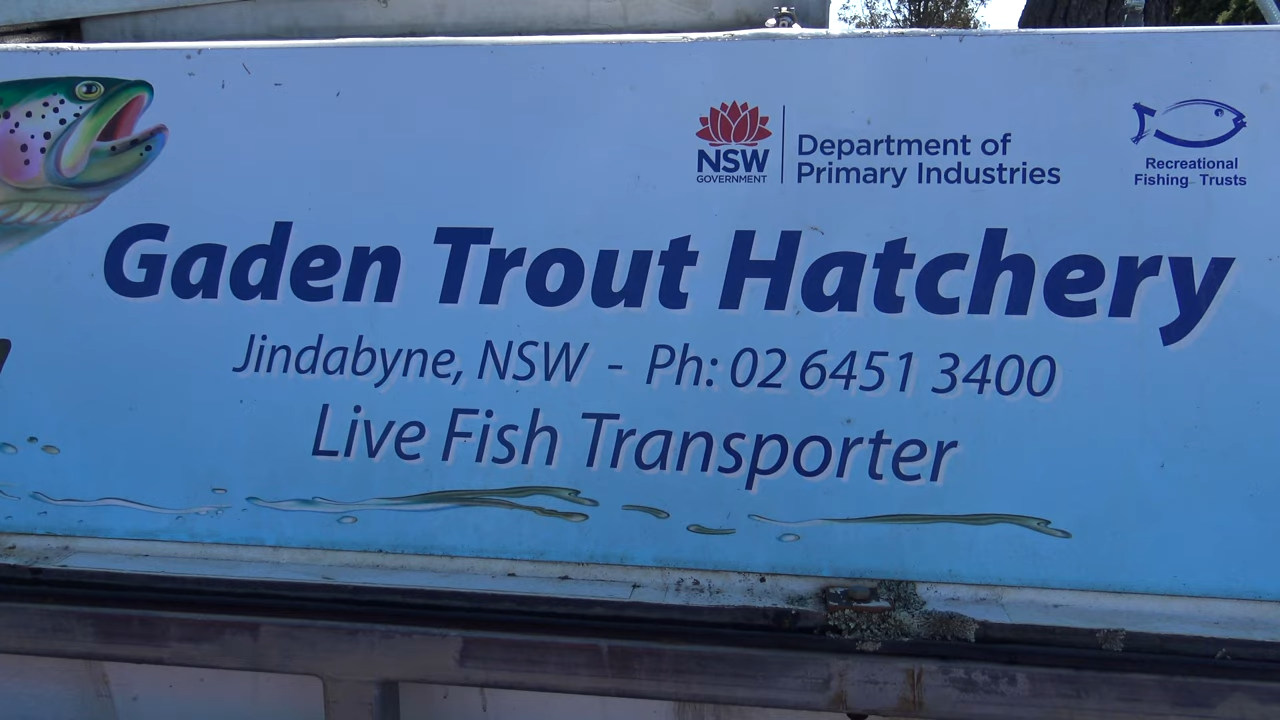 NSW
GOVERNMENT
Department of
Primary Industries
Recreational
Fishing Trusts
Gaden Trout Hatchery
Jindabyne, NSW - Ph: 02 6451 3400
Live Fish Transporter